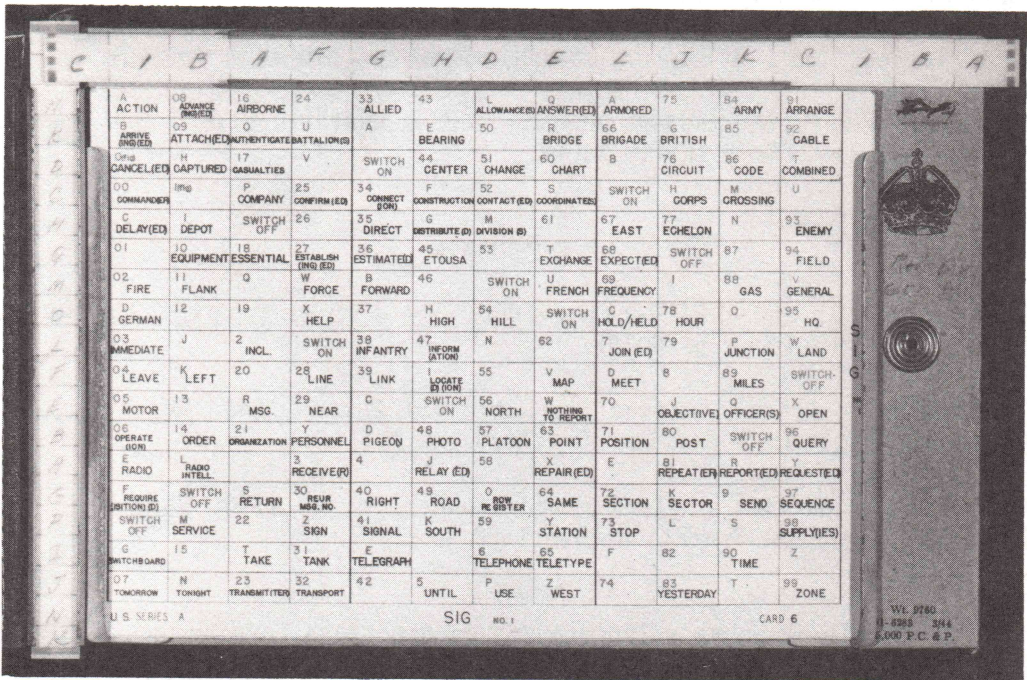 C I B A F G H D E L J K C I B A
A 08 16 24 33 43 L Q A 75 84 91
ACTION ADVANCE (ING)(ED) AIRBORNE ALLIED ALLOWANCE(S) ANSWER(ED) ARMORED ARMY ARRANGE
B 09 O U A E 50 R 66 G 85 92
ARRIVE (ING)(ED) ATTACH(ED) AUTHENTICATE BATTALION(S) BEARING BRIDGE BRIGADE BRITISH CABLE
H 17 V SWITCH ON 44 51 60 B 76 86 T
CANCEL(ED) CAPTURED CASUALTIES CENTER CHANGE CHART CIRCUIT CODE COMBINED
00 P 25 34 F 52 S SWITCH ON H M U
COMMAND(ER) COMPANY CONFIRM(ED) CONNECT (ION) CONSTRUCTION CONTACT(ED) COORDINATE(S) CORPS CROSSING
C I SWITCH OFF 26 35 G M 61 67 77 N 93
DELAY(ED) DEPOT DIRECT DISTRIBUTE(D) DIVISION(S) EAST ECHELON ENEMY
01 10 18 27 36 45 53 T 68 SWITCH OFF 87 94
EQUIPMENT ESSENTIAL ESTABLISH (ING)(ED) ESTIMATE(D) ETOUSA EXCHANGE EXPECT(ED) FIELD
02 11 Q W B 46 SWITCH ON U 69 I 88 V
FIRE FLANK FORCE FORWARD FRENCH FREQUENCY GAS GENERAL
D 12 19 X 37 H 54 SWITCH ON C 78 O 95
GERMAN HELP HIGH HILL HOLD/HELD HOUR HQ.
03 J 2 SWITCH ON 38 47 N 62 7 79 P W
IMMEDIATE INCL. INFANTRY INFORM (ATION) JOIN (ED) JUNCTION LAND
04 K 20 28 39 I 55 V D 8 89 SWITCH-OFF
LEAVE LEFT LINE LINK LOCATE (D) (ION) MAP MEET MILES
05 13 R 29 C SWITCH ON 56 W 70 J Q X
MOTOR MSG. NEAR NORTH NOTHING TO REPORT OBJECT(IVE) OFFICER(S) OPEN
06 14 21 Y D 48 57 63 71 80 SWITCH OFF 96
OPERATE (ION) ORDER ORGANIZATION PERSONNEL PIGEON PHOTO PLATOON POINT POSITION POST QUERY
E L 3 4 J 58 X E 81 R Y
RADIO RADIO INTELL. RECEIVE(R) RELAY (ED) REPAIR(ED) REPEAT(ER) REPORT(ED) REQUEST(ED)
F SWITCH OFF S 30 40 49 O 64 72 K 9 97
REQUIRE (ISITION) (D) RETURN REUR MSG. NO. RIGHT ROAD ROW REGISTER SAME SECTION SECTOR SEND SEQUENCE
SWITCH OFF M 22 Z 41 K 59 Y 73 L S 98
SERVICE SIGN SIGNAL SOUTH STATION STOP SUPPLY(IES)
G 15 T 31 E 6 65 F 82 90 Z
SWITCHBOARD TAKE TANK TELEGRAPH TELEPHONE TELETYPE TIME
07 N 23 32 42 5 P Z 74 83 T 99
TOMORROW TONIGHT TRANSMIT(TER) TRANSPORT UNTIL USE WEST YESTERDAY ZONE
U.S. SERIES A SIG NO. 1 CARD 6
SIG
Wt. 9760
3/44
5,000 P.C. & P.